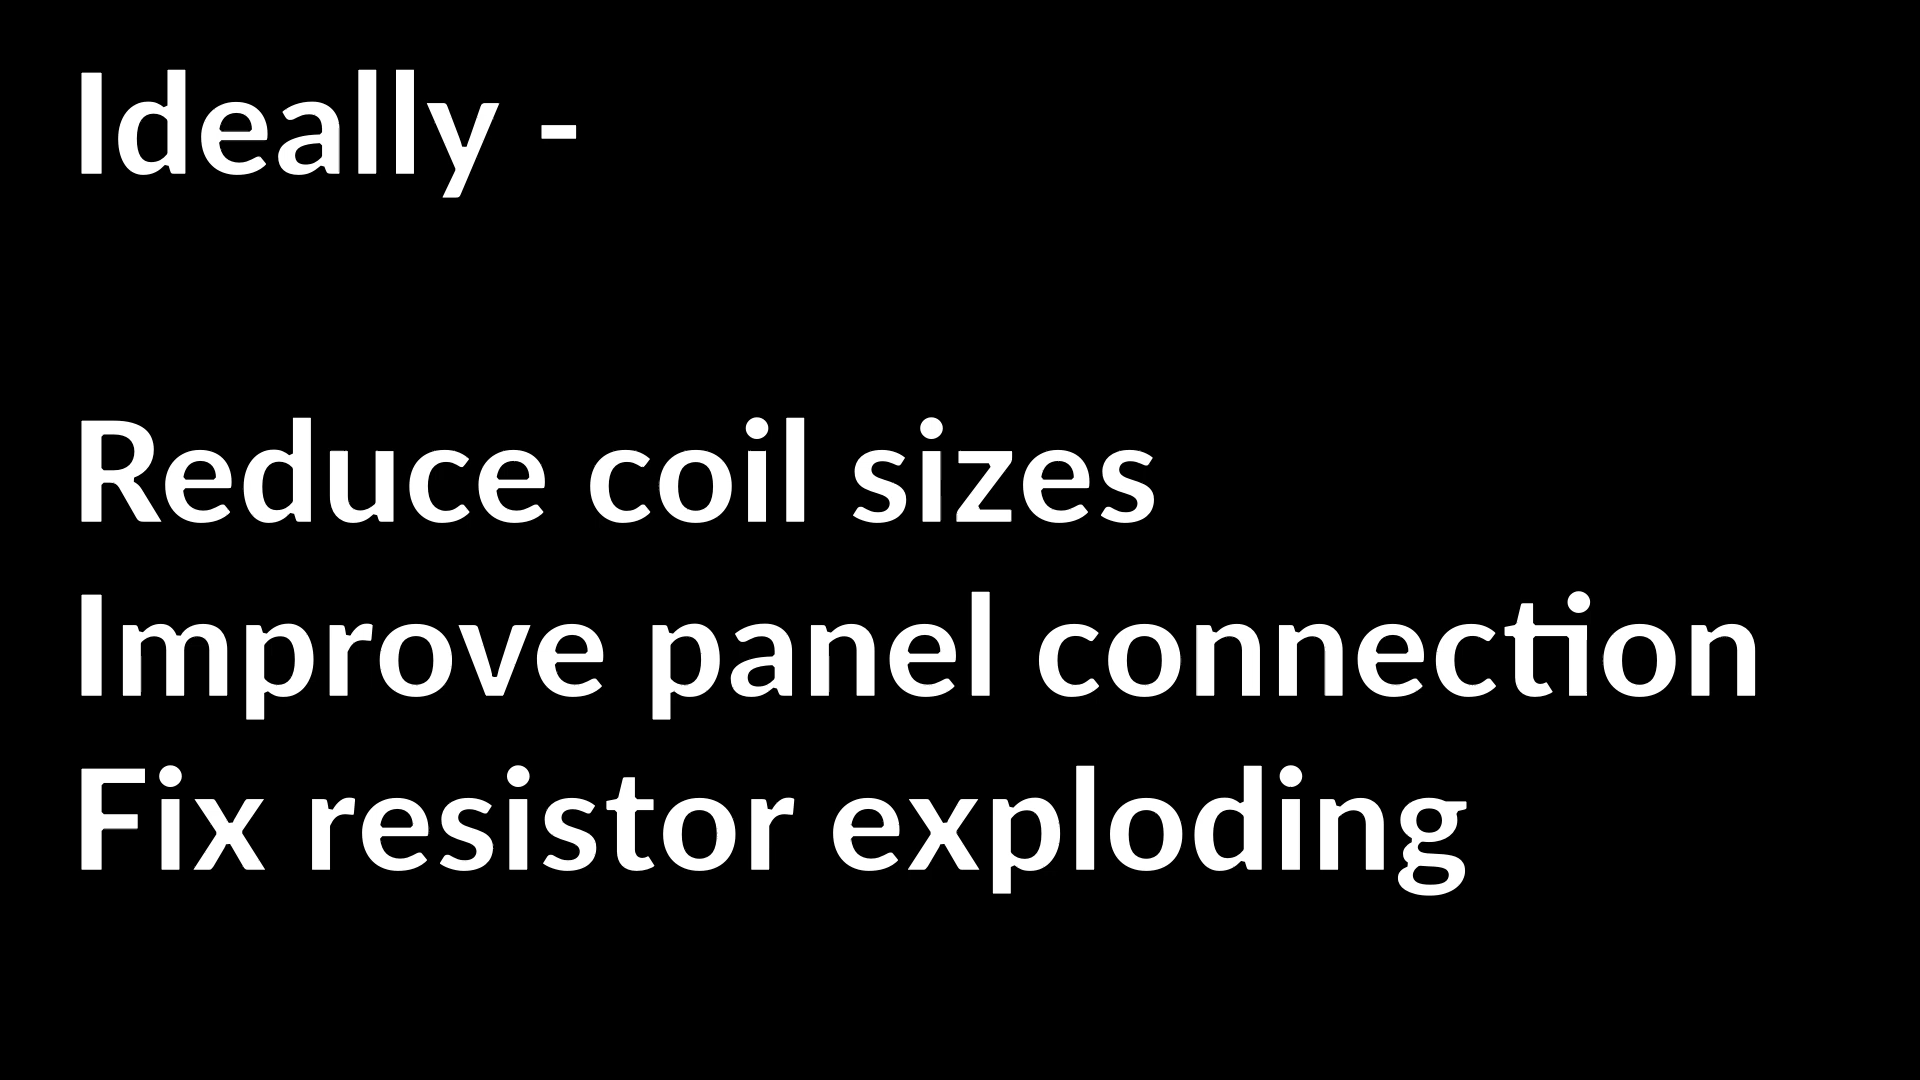 Ideally -
Reduce coil sizes
Improve panel connection
Fix resistor exploding